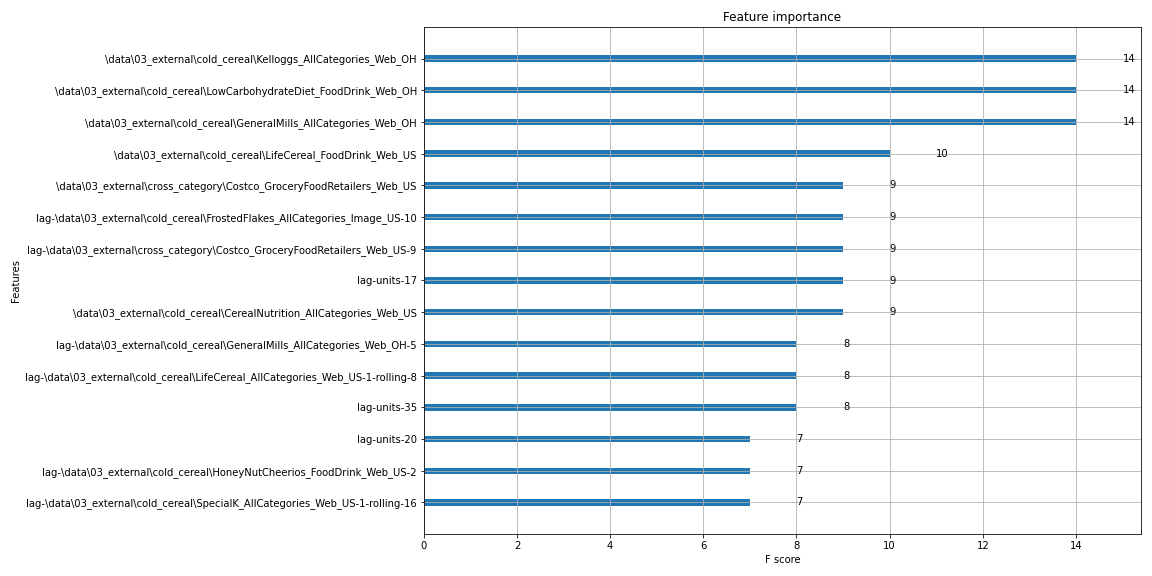 Feature importance
\data\03_external\cold_cereal\Kelloggs_AllCategories_Web_OH 14
\data\03_external\cold_cereal\LowCarbohydrateDiet_FoodDrink_Web_OH 14
\data\03_external\cold_cereal\GeneralMills_AllCategories_Web_OH 14
\data\03_external\cold_cereal\LifeCereal_FoodDrink_Web_US 10
\data\03_external\cross_category\Costco_GroceryFoodRetailers_Web_US 9
lag-\data\03_external\cold_cereal\FrostedFlakes_AllCategories_Image_US-10 9
lag-\data\03_external\cross_category\Costco_GroceryFoodRetailers_Web_US-9 9
lag-units-17 9
\data\03_external\cold_cereal\CerealNutrition_AllCategories_Web_US 9
lag-\data\03_external\cold_cereal\GeneralMills_AllCategories_Web_OH-5 8
lag-\data\03_external\cold_cereal\LifeCereal_AllCategories_Web_US-1-rolling-8 8
lag-units-35 8
lag-units-20 7
lag-\data\03_external\cold_cereal\HoneyNutCheerios_FoodDrink_Web_US-2 7
lag-\data\03_external\cold_cereal\SpecialK_AllCategories_Web_US-1-rolling-16 7
Features
0 2 4 6 8 10 12 14
F score